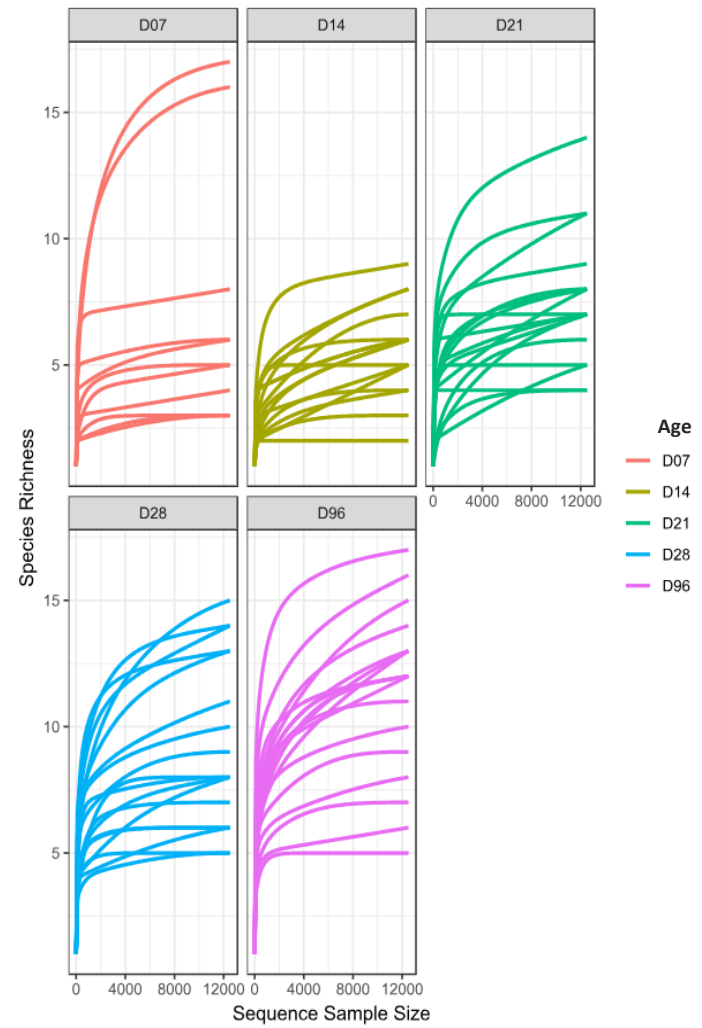 D07 D14 D21
15
10
5
0 4000 8000 12000
Species Richness
Age
D07
D14
D21
D28
D96
D28 D96
15
10
5
0 4000 8000 12000 0 4000 8000 12000
Sequence Sample Size